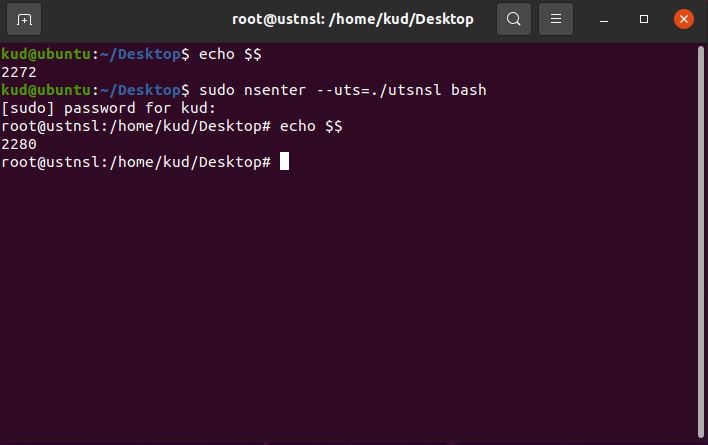 root@ustnsl: /home/kud/Desktop
kud@ubuntu:~/Desktop$ echo $$
2272
kud@ubuntu:~/Desktop$ sudo nsenter --uts=./utsnsl bash
[sudo] password for kud:
root@ustnsl:/home/kud/Desktop# echo $$
2280
root@ustnsl:/home/kud/Desktop#